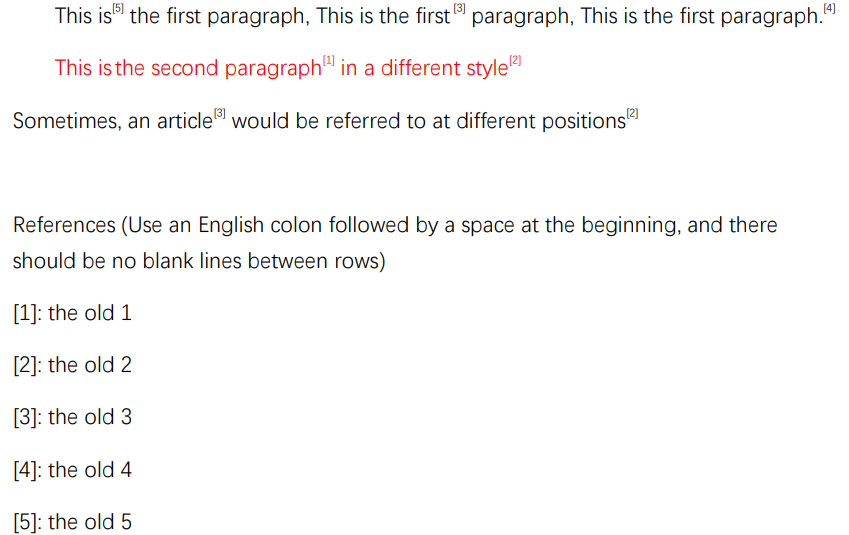 This is[5] the first paragraph, This is the first[3] paragraph, This is the first paragraph.[4]
This is the second paragraph[1] in a different style[2]
Sometimes, an article[3] would be referred to at different positions[2]
References (Use an English colon followed by a space at the beginning, and there
should be no blank lines between rows)
[1]: the old 1
[2]: the old 2
[3]: the old 3
[4]: the old 4
[5]: the old 5